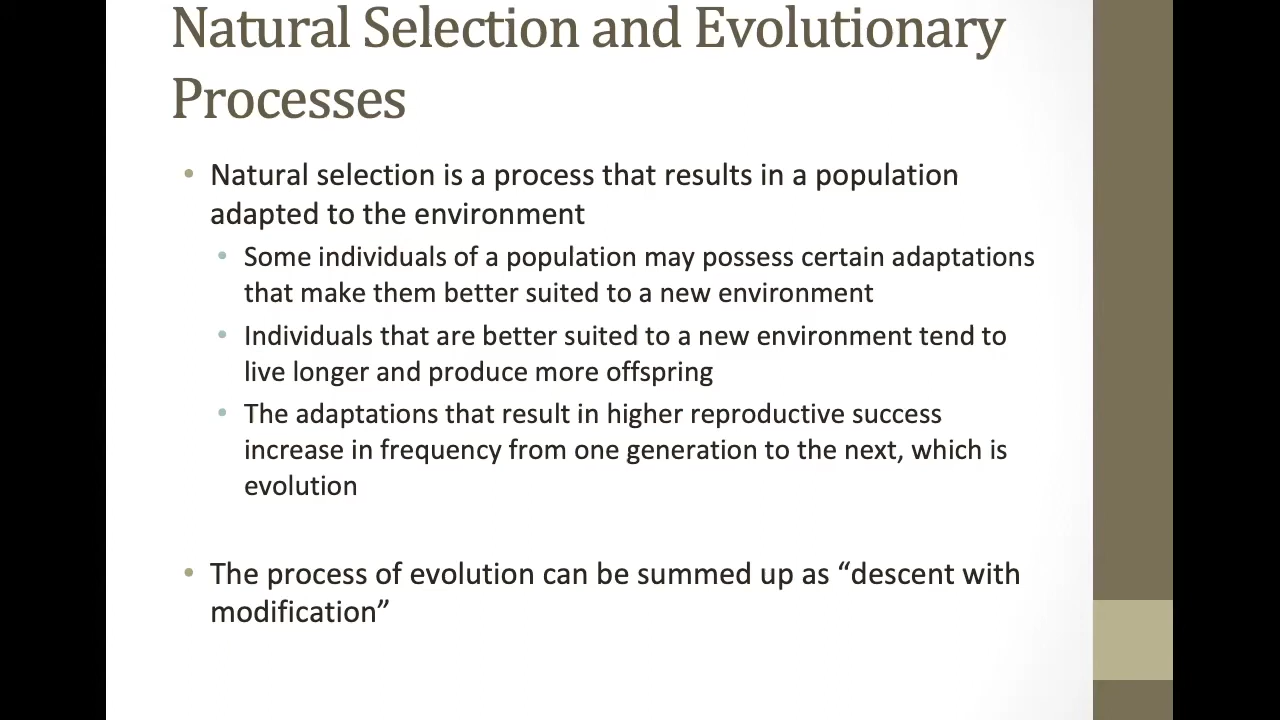 Natural Selection and Evolutionary
Processes
• Natural selection is a process that results in a population
adapted to the environment
• Some individuals of a population may possess certain adaptations
that make them better suited to a new environment
• Individuals that are better suited to a new environment tend to
live longer and produce more offspring
• The adaptations that result in higher reproductive success
increase in frequency from one generation to the next, which is
evolution
• The process of evolution can be summed up as “descent with
modification”